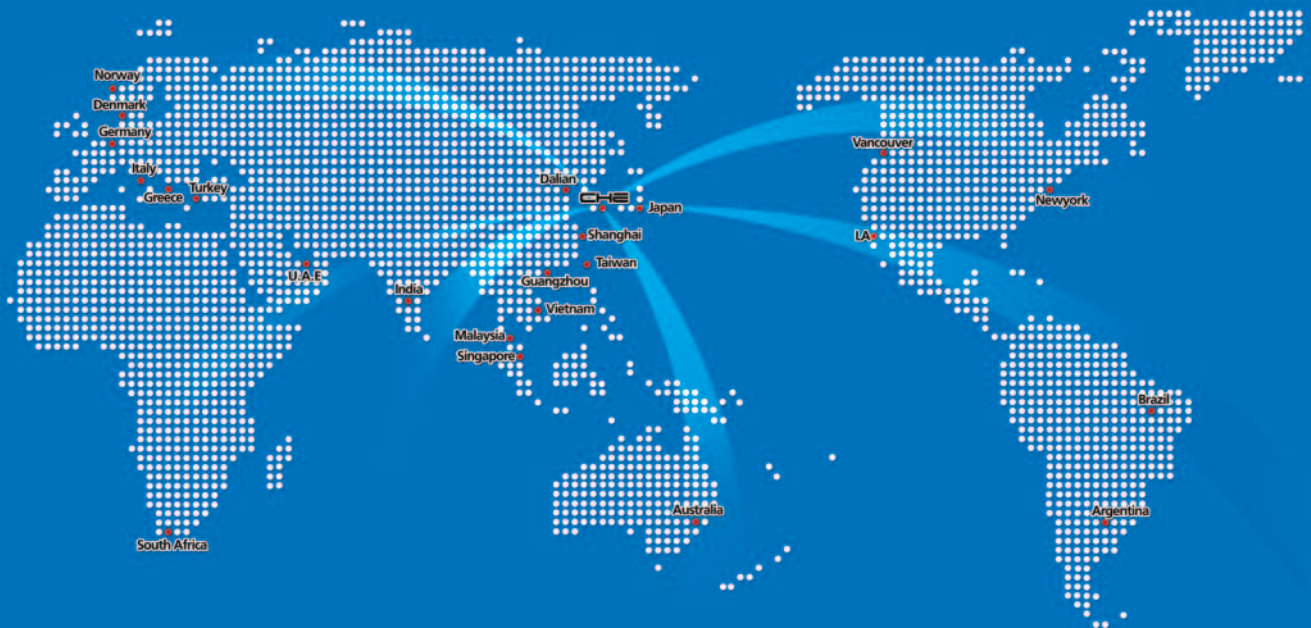 Norway
Denmark
Germany
Italy
Greece
Turkey
U.A.E
India
South Africa
Dalian
CHE
Japan
Shanghai
Taiwan
Guangzhou
Vietnam
Malaysia
Singapore
Australia
Vancouver
Newyork
LA
Brazil
Argentina